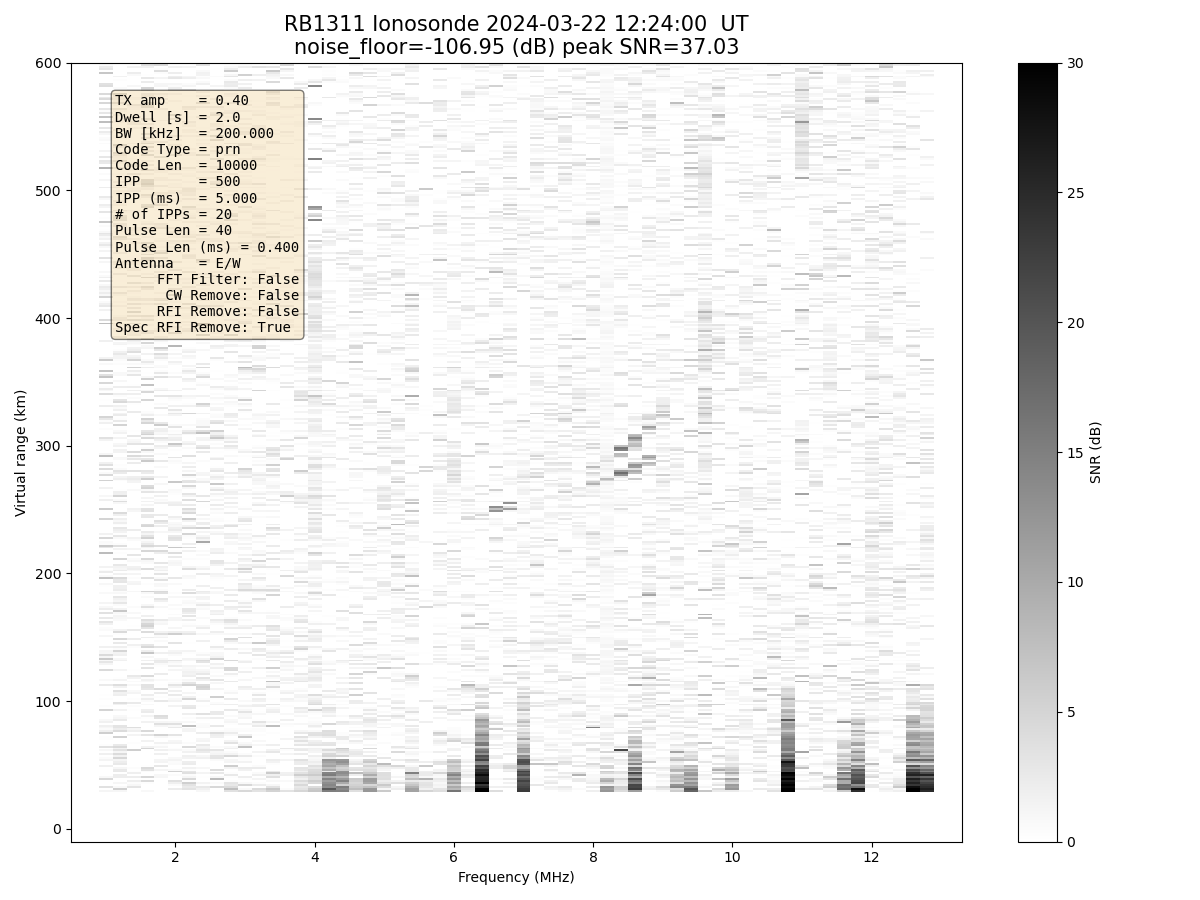 RB1311 Ionosonde 2024-03-22 12:24:00  UT
noise_floor=-106.95 (dB) peak SNR=37.03
TX amp    = 0.40
Dwell [s] = 2.0
BW [kHz]  = 200.000
Code Type = prn
Code Len  = 10000
IPP       = 500
IPP (ms)  = 5.000
# of IPPs = 20
Pulse Len = 40
Pulse Len (ms) = 0.400
Antenna   = E/W
FFT Filter: False
CW Remove: False
RFI Remove: False
Spec RFI Remove: True
600
500
400
300
200
100
0
Virtual range (km)
2 4 6 8 10 12
Frequency (MHz)
30
25
20
15
10
5
0
SNR (dB)